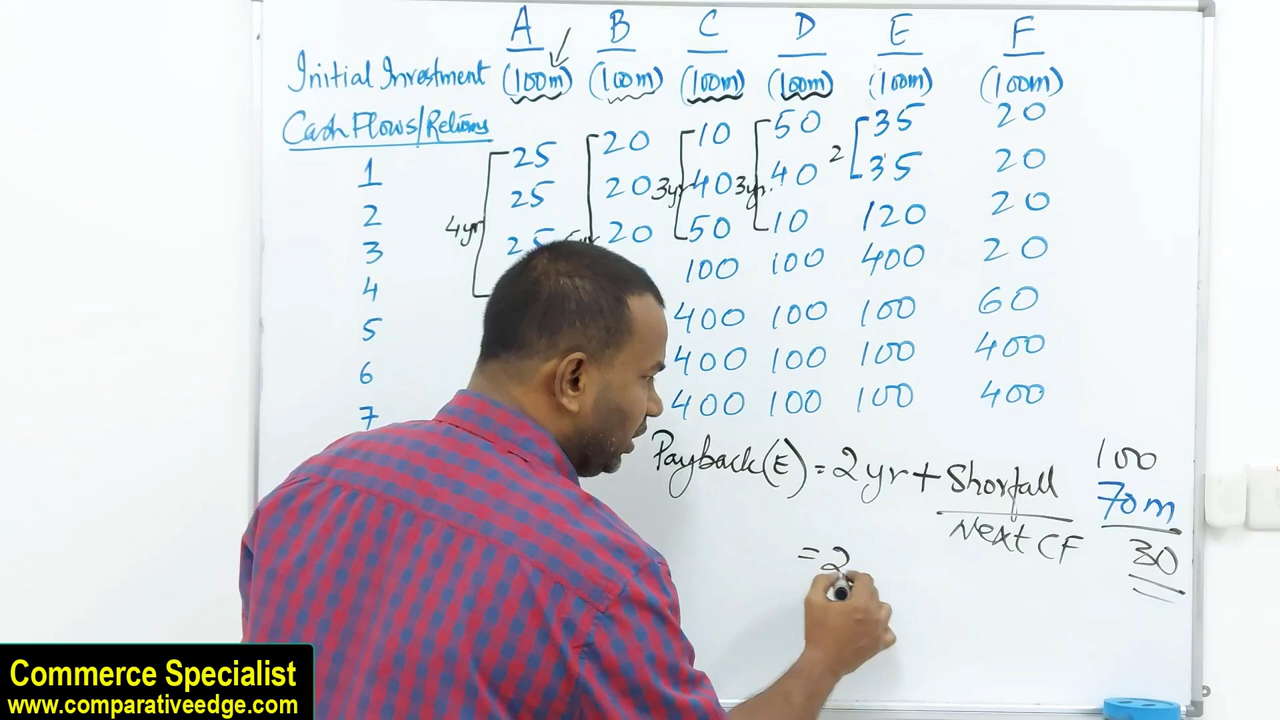 A B C D E F
Initial Investment (100m) (100m) (100m) (100m) (100m) (100m)
Cash Flows/Returns
1 25 20 10 50 35 20
2 25 20 40 40 35 20
3 25 20 50 10 120 20
4 100 100 400 20
5 400 100 100 60
6 400 100 100 400
7 400 100 100 400
4yr 3yr 3yr. 2
Payback(E) = 2yr + Shorfall
Next CF
= 2
100
70m
30
Commerce Specialist
www.comparativeedge.com